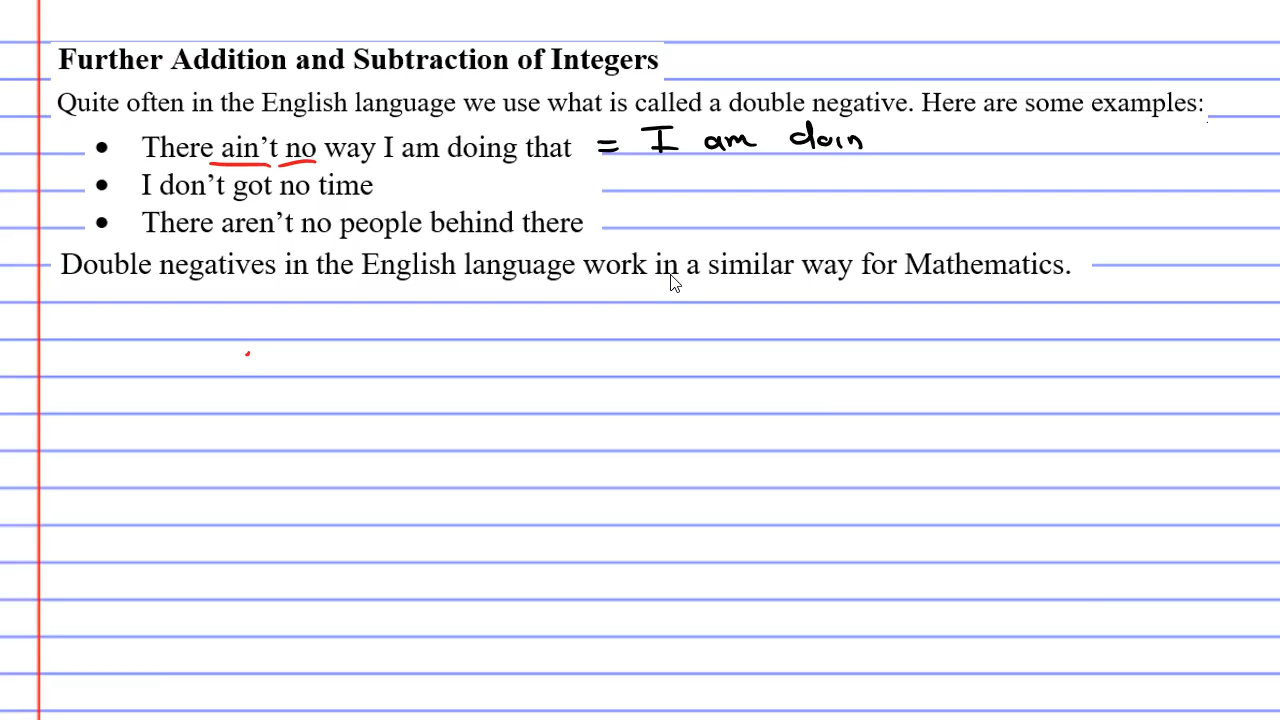 Further Addition and Subtraction of Integers
Quite often in the English language we use what is called a double negative. Here are some examples:
• There ain’t no way I am doing that = I am doin
• I don’t got no time
• There aren’t no people behind there
Double negatives in the English language work in a similar way for Mathematics.